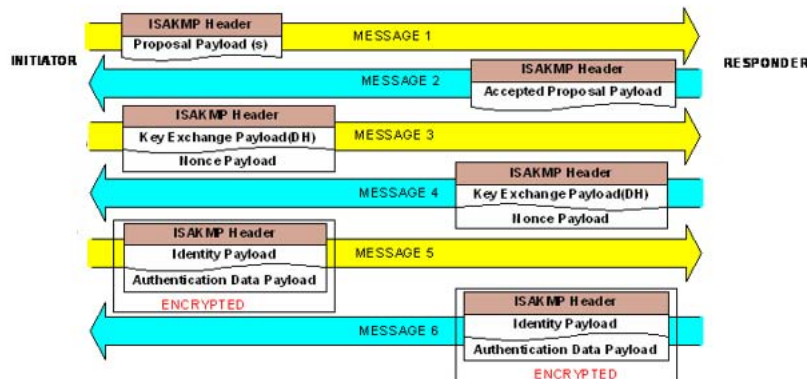 ISAKMP Header
Proposal Payload (s)
MESSAGE 1
INITIATOR
RESPONDER
MESSAGE 2
ISAKMP Header
Accepted Proposal Payload
ISAKMP Header
Key Exchange Payload(DH)
Nonce Payload
MESSAGE 3
MESSAGE 4
ISAKMP Header
Key Exchange Payload(DH)
Nonce Payload
ISAKMP Header
Identity Payload
Authentication Data Payload
ENCRYPTED
MESSAGE 5
MESSAGE 6
ISAKMP Header
Identity Payload
Authentication Data Payload
ENCRYPTED